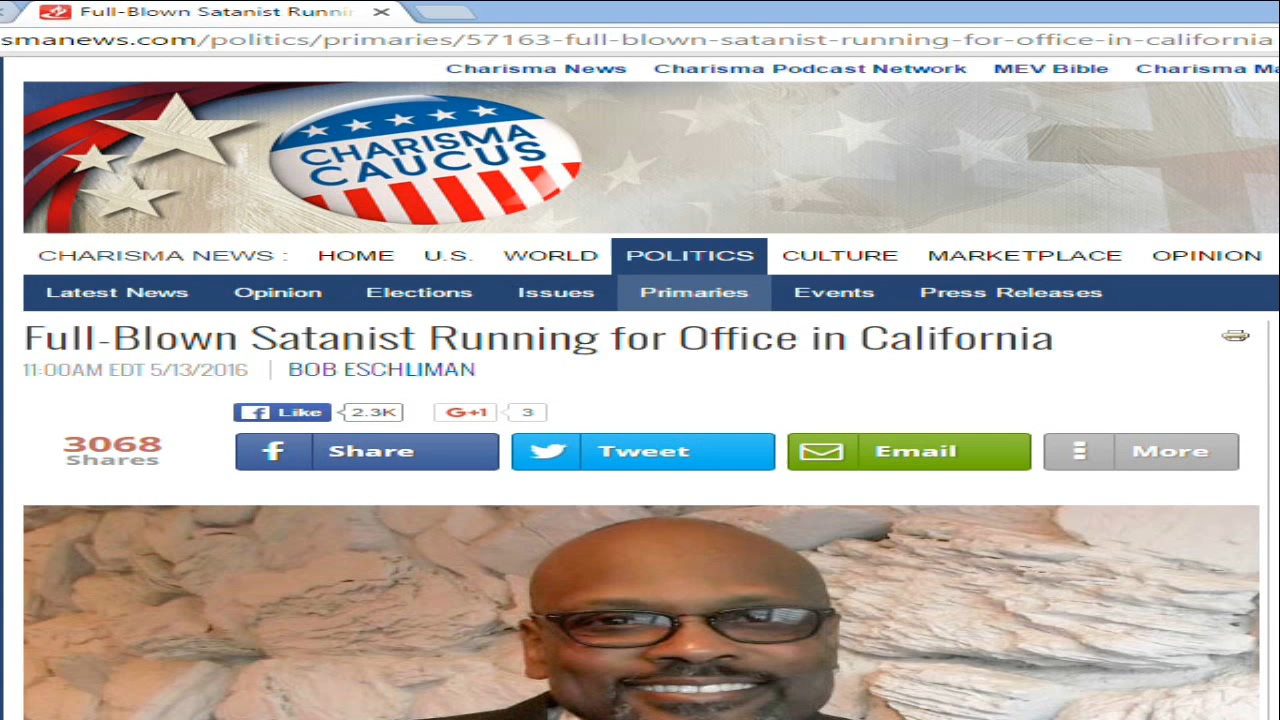 Full-Blown Satanist Runni
smanews.com/politics/primaries/57163-full-blown-satanist-running-for-office-in-california
Charisma News Charisma Podcast Network MEV Bible Charisma Ma
CHARISMA
CAUCUS
CHARISMA NEWS : HOME U.S. WORLD POLITICS CULTURE MARKETPLACE OPINION
Latest News Opinion Elections Issues Primaries Events Press Releases
Full-Blown Satanist Running for Office in California
11:00AM EDT 5/13/2016 | BOB ESCHLIMAN
Like 2.3K G+1 3
3068
Shares
Share Tweet Email More